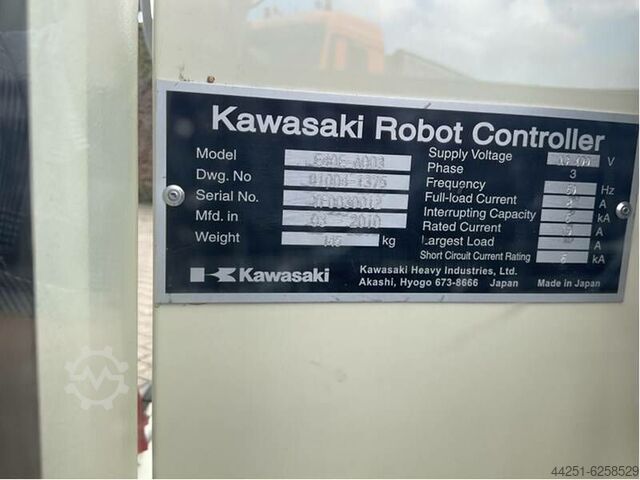 Kawasaki Robot Controller
Model
Dwg. No
Serial No.
Mfd. in 2010
Weight kg
Supply Voltage V
Phase 3
Frequency Hz
Full-load Current A
Interrupting Capacity kA
Rated Current A
Largest Load A
Short Circuit Current Rating kA
Kawasaki
Kawasaki Heavy Industries, Ltd.
Akashi, Hyogo 673-8666 Japan Made in Japan
44251-6258529